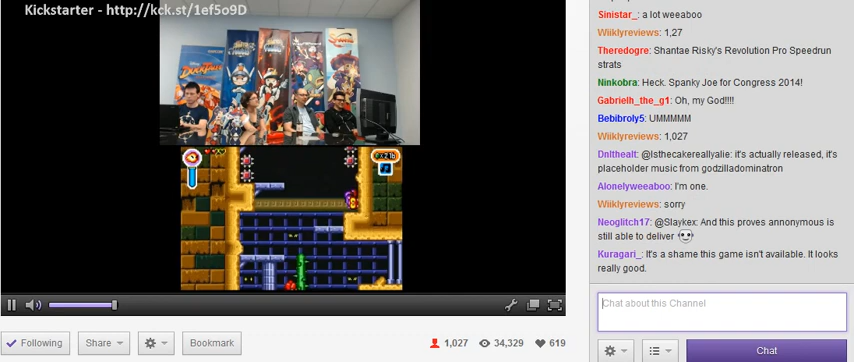 Kickstarter - http://kck.st/1ef5o9D
DUCKTALES
Sinistar_: a lot weeaboo
Wiiklyreviews: 1,27
Theredogre: Shantae Risky's Revolution Pro Speedrun
strats
Ninkobra: Heck. Spanky Joe for Congress 2014!
Gabrielh_the_g1: Oh, my God!!!!
Bebibroly5: UMMMMM
Wiiklyreviews: 1,027
Dnlthealt: @Isthecakereallyalie: it's actually released, it's
placeholder music from godzilladominatron
Alonelyweeaboo: I'm one.
Wiiklyreviews: sorry
Neoglitch17: @Slaykex: And this proves annonymous is
still able to deliver
Kuragari_: It's a shame this game isn't available. It looks
really good.
Chat about this Channel
Following
Share
Bookmark
1,027
34,329
619
Chat